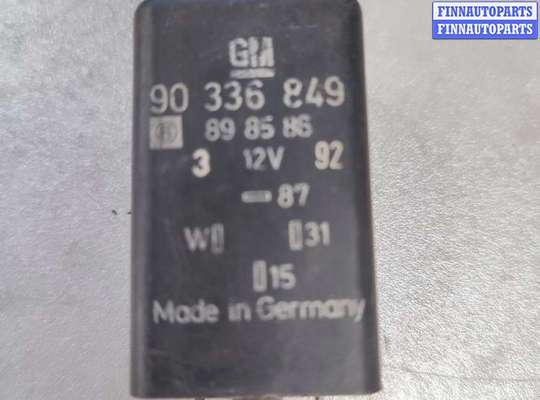 FINNAUTOPARTS
FINNAUTOPARTS
GM
90 336 849
89 85 86
3 12V 92
87
W 31
15
Made in Germany